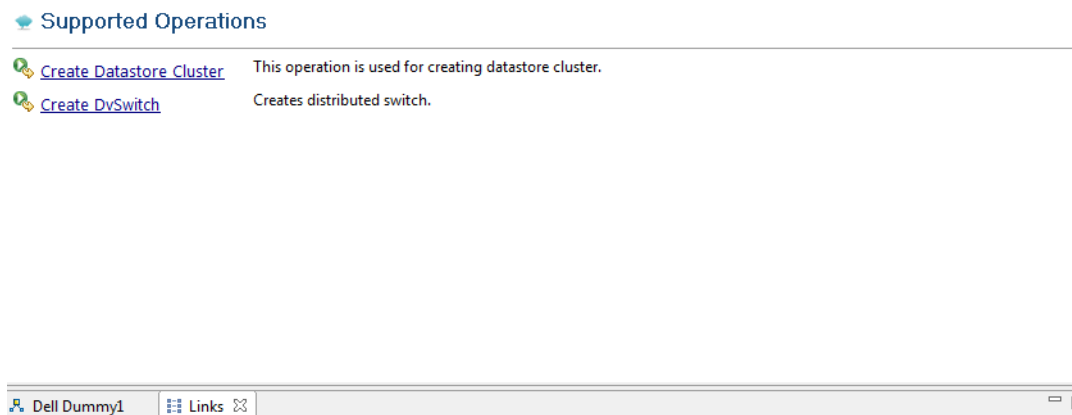 Supported Operations
Create Datastore Cluster This operation is used for creating datastore cluster.
Create DvSwitch Creates distributed switch.
Dell Dummy1 Links